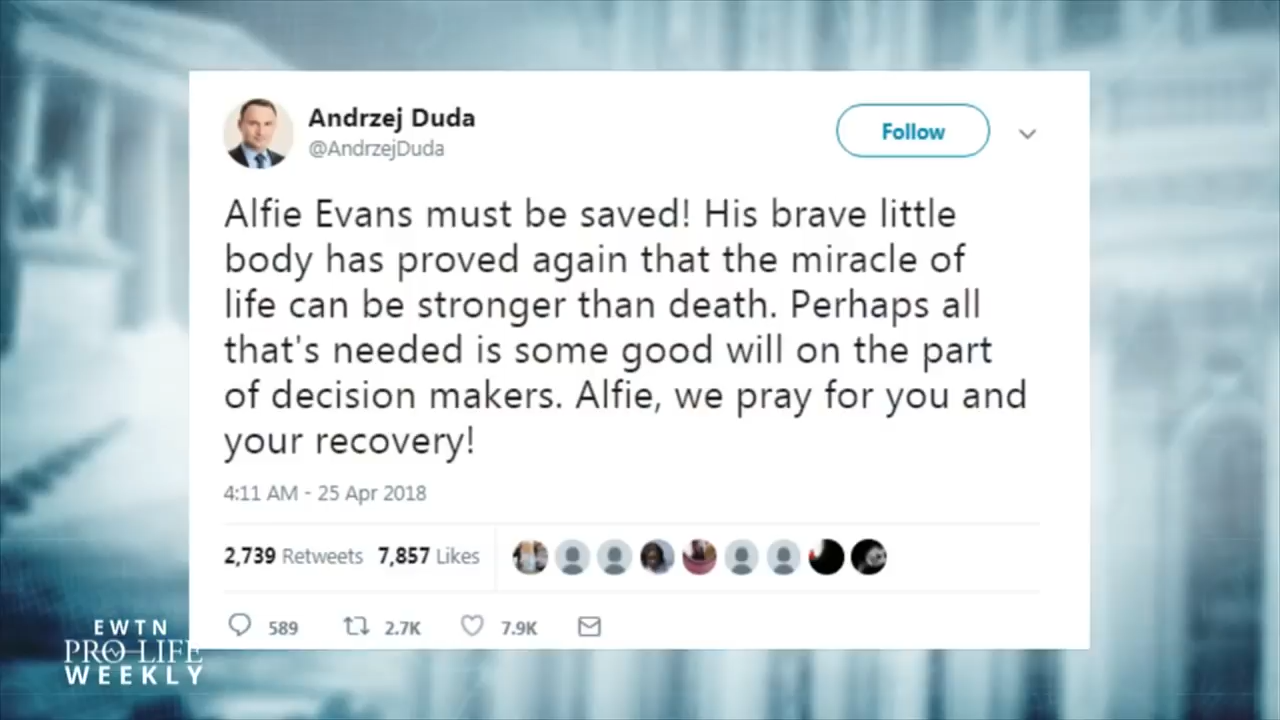 Andrzej Duda
@AndrzejDuda
Follow
Alfie Evans must be saved! His brave little
body has proved again that the miracle of
life can be stronger than death. Perhaps all
that's needed is some good will on the part
of decision makers. Alfie, we pray for you and
your recovery!
4:11 AM - 25 Apr 2018
2,739 Retweets 7,857 Likes
589 2.7K 7.9K
EWTN
PRO-LIFE
WEEKLY